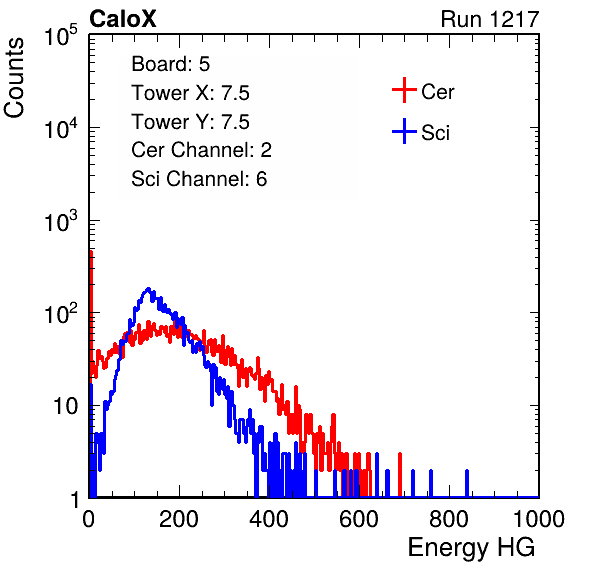 CaloX Run 1217
10^5
Counts
Board: 5
Tower X: 7.5
Tower Y: 7.5
Cer Channel: 2
Sci Channel: 6
Cer
Sci
10^4
10^3
10^2
10
1
0 200 400 600 800 1000
Energy HG